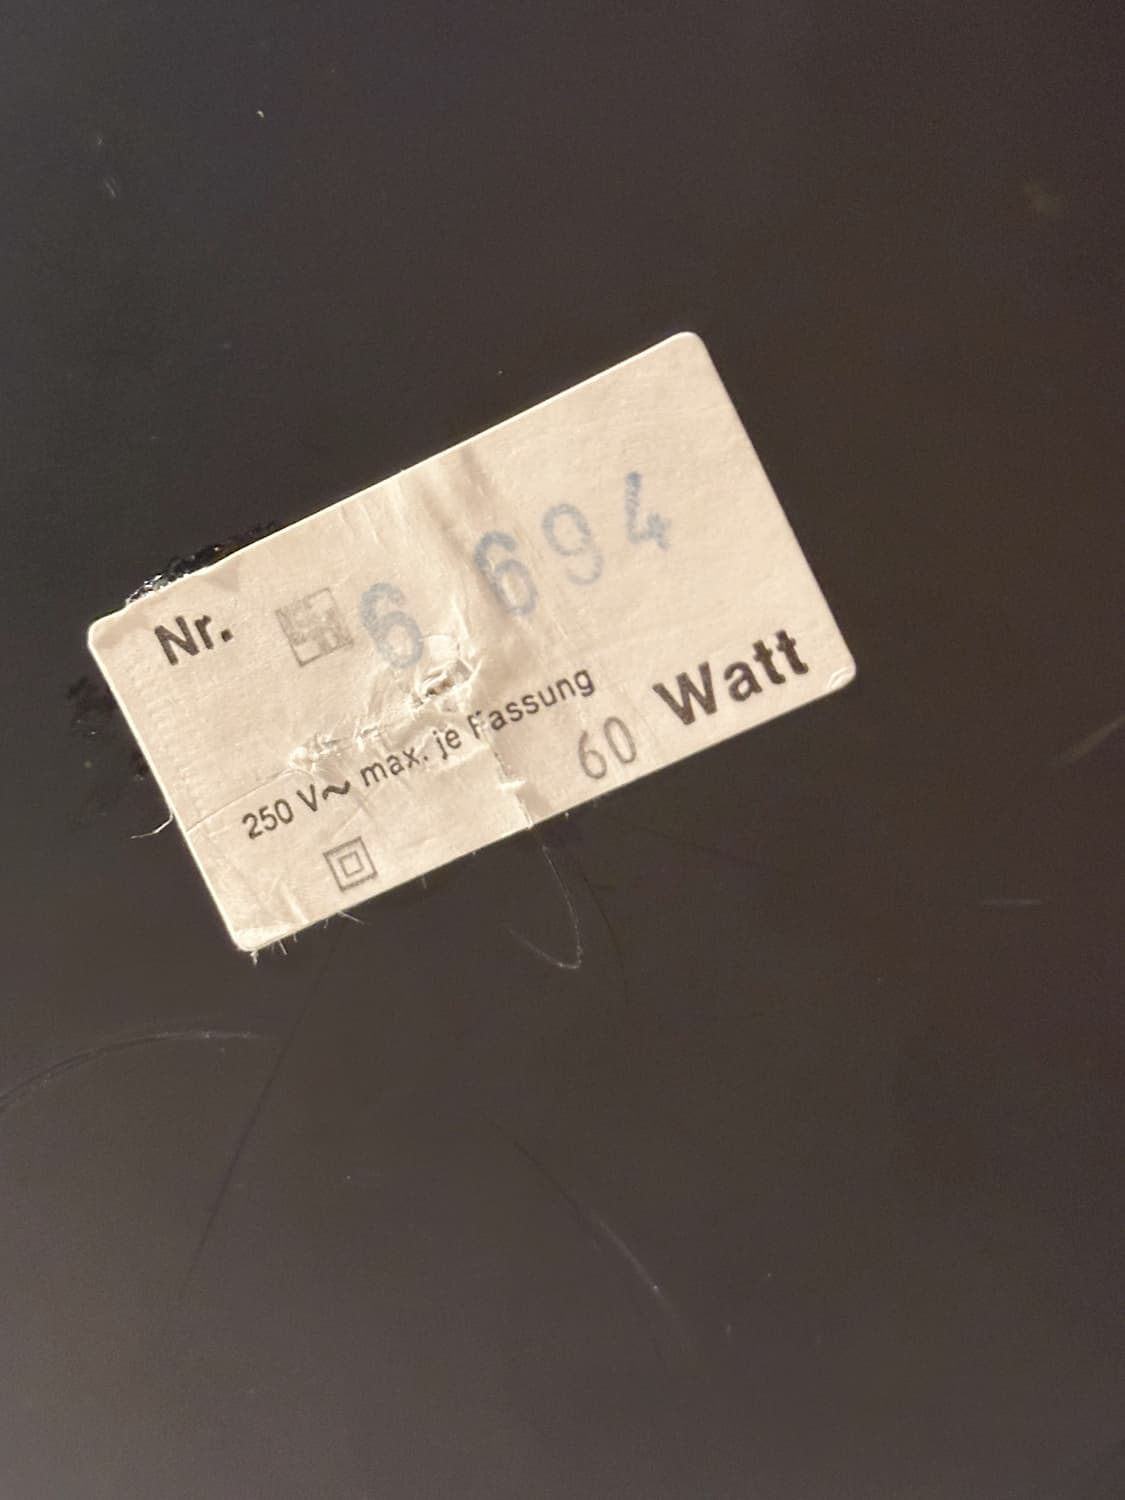 Nr. 6 694
250 V~ max. je Fassung
60 Watt